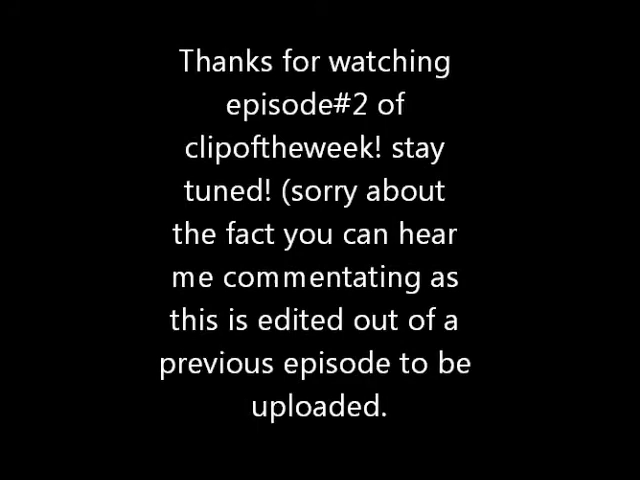 Thanks for watching
episode#2 of
clipoftheweek! stay
tuned! (sorry about
the fact you can hear
me commentating as
this is edited out of a
previous episode to be
uploaded.